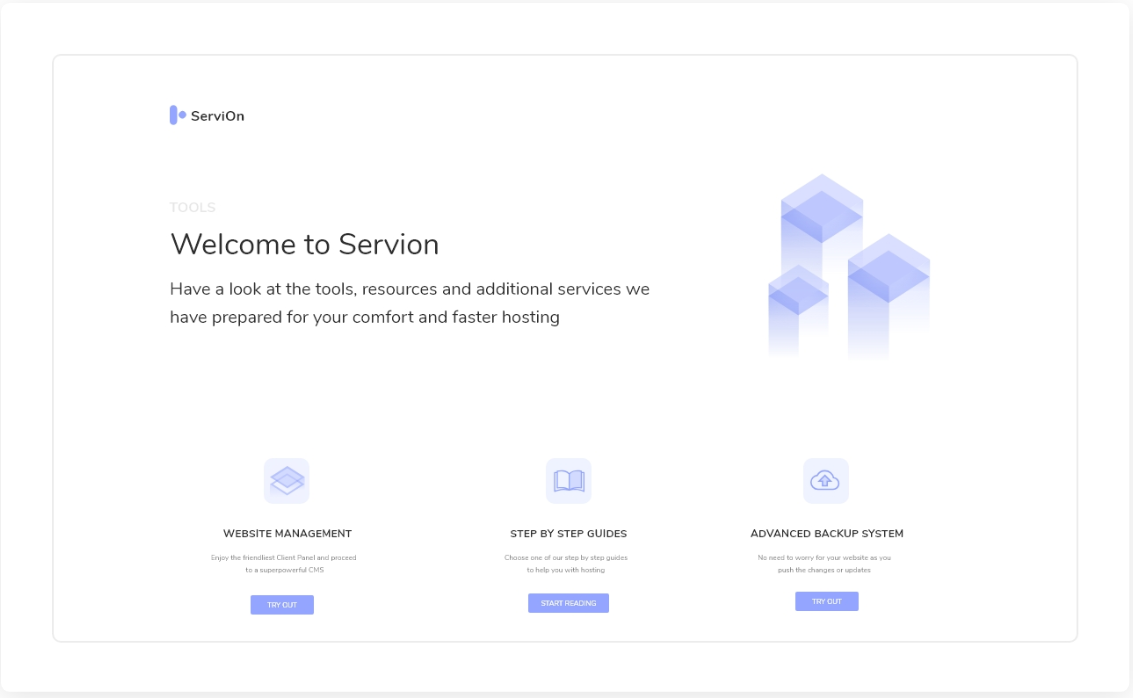 ServiOn
TOOLS
Welcome to Servion
Have a look at the tools, resources and additional services we
have prepared for your comfort and faster hosting
WEBSITE MANAGEMENT
Enjoy the friendliest Client Panel and proceed
to a superpowerful CMS
TRY OUT
STEP BY STEP GUIDES
Choose one of our step by step guides
to help you with hosting
START READING
ADVANCED BACKUP SYSTEM
No need to worry for your website as you
push the changes or updates
TRY OUT